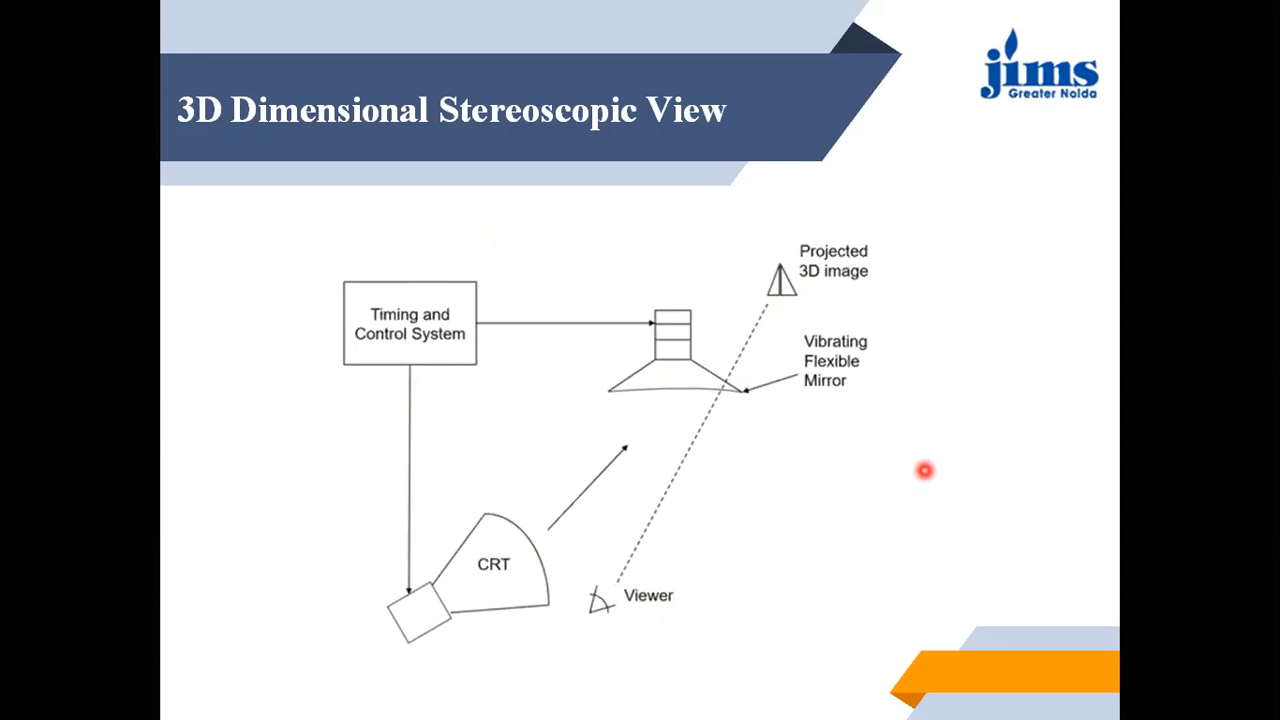 3D Dimensional Stereoscopic View
jims
Greater Noida
Timing and
Control System
Projected
3D image
Vibrating
Flexible
Mirror
CRT
Viewer